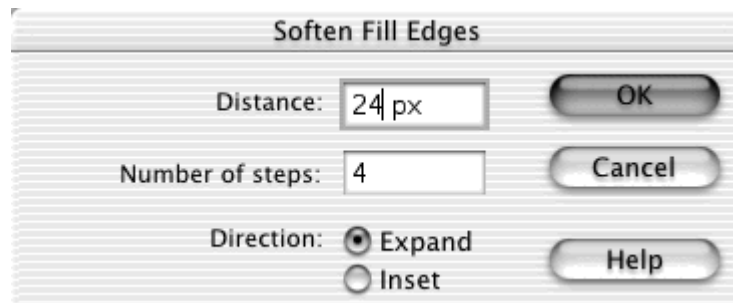 Soften Fill Edges
Distance: 24 px OK
Number of steps: 4 Cancel
Direction: Expand
Inset Help